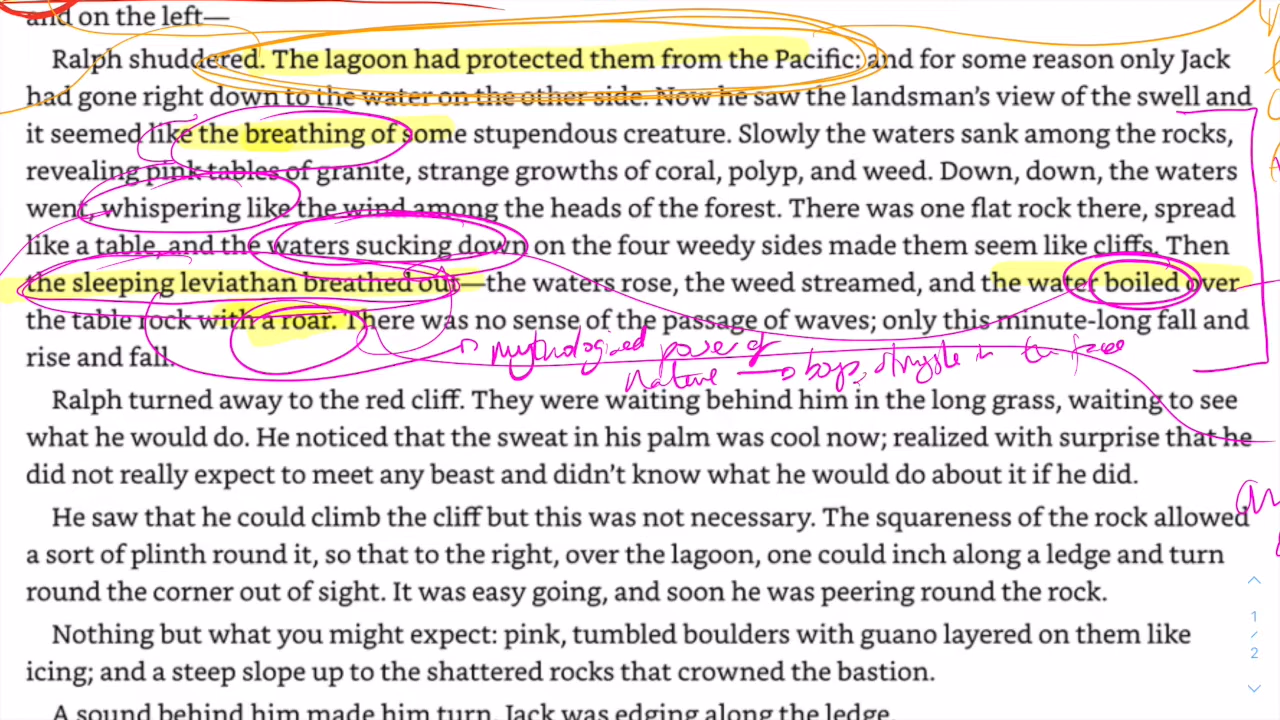 and on the left—
Ralph shuddered. The lagoon had protected them from the Pacific: and for some reason only Jack
had gone right down to the water on the other side. Now he saw the landsman’s view of the swell and
it seemed like the breathing of some stupendous creature. Slowly the waters sank among the rocks,
revealing pink tables of granite, strange growths of coral, polyp, and weed. Down, down, the waters
went, whispering like the wind among the heads of the forest. There was one flat rock there, spread
like a table, and the waters sucking down on the four weedy sides made them seem like cliffs. Then
the sleeping leviathan breathed out—the waters rose, the weed streamed, and the water boiled over
the table rock with a roar. There was no sense of the passage of waves; only this minute-long fall and
rise and fall.
mythologised power of
nature → boys struggle in the face
Ralph turned away to the red cliff. They were waiting behind him in the long grass, waiting to see
what he would do. He noticed that the sweat in his palm was cool now; realized with surprise that he
did not really expect to meet any beast and didn’t know what he would do about it if he did.
He saw that he could climb the cliff but this was not necessary. The squareness of the rock allowed
a sort of plinth round it, so that to the right, over the lagoon, one could inch along a ledge and turn
round the corner out of sight. It was easy going, and soon he was peering round the rock.
Nothing but what you might expect: pink, tumbled boulders with guano layered on them like
icing; and a steep slope up to the shattered rocks that crowned the bastion.
A sound behind him made him turn. Jack was edging along the ledge.
1
/
2